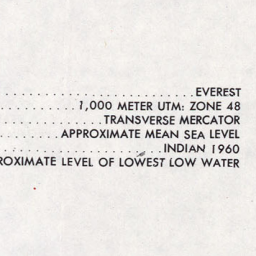 . . . . . . . . . . . . . . . . . . . . . . . . . . EVEREST
. . . . . . . . . . 1,000 METER UTM: ZONE 48
. . . . . . . . . . . . . . TRANSVERSE MERCATOR
. . . . . . . . APPROXIMATE MEAN SEA LEVEL
. . . . . . . . . . . . . . . . . . . . . . INDIAN 1960
ROXIMATE LEVEL OF LOWEST LOW WATER